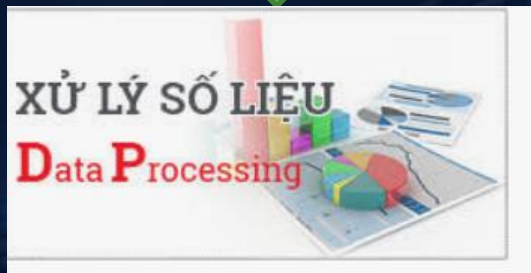 XỬ LÝ SỐ LIỆU
Data Processing